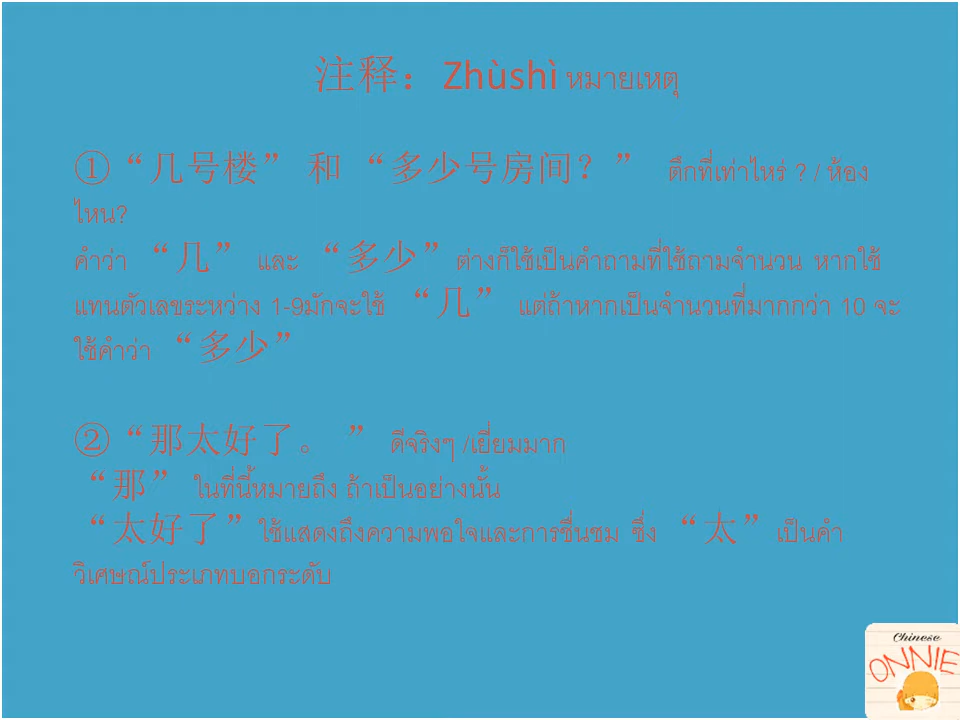 注释：Zhùshì หมายเหตุ
①“几号楼” 和 “多少号房间？” ตึกที่เท่าไหร่ ? / ห้อง
ไหน?
คำว่า “几” และ “多少” ต่างก็ใช้เป็นคำถามที่ใช้ถามจำนวน หากใช้
แทนตัวเลขระหว่าง 1-9มักจะใช้ “几” แต่ถ้าหากเป็นจำนวนที่มากกว่า 10 จะ
ใช้คำว่า “多少”
②“那太好了。” ดีจริงๆ /เยี่ยมมาก
“那” ในที่นี้หมายถึง ถ้าเป็นอย่างนั้น
“太好了”ใช้แสดงถึงความพอใจและการชื่นชม ซึ่ง “太”เป็นคำ
วิเศษณ์ประเภทบอกระดับ
Chinese
ONNIE